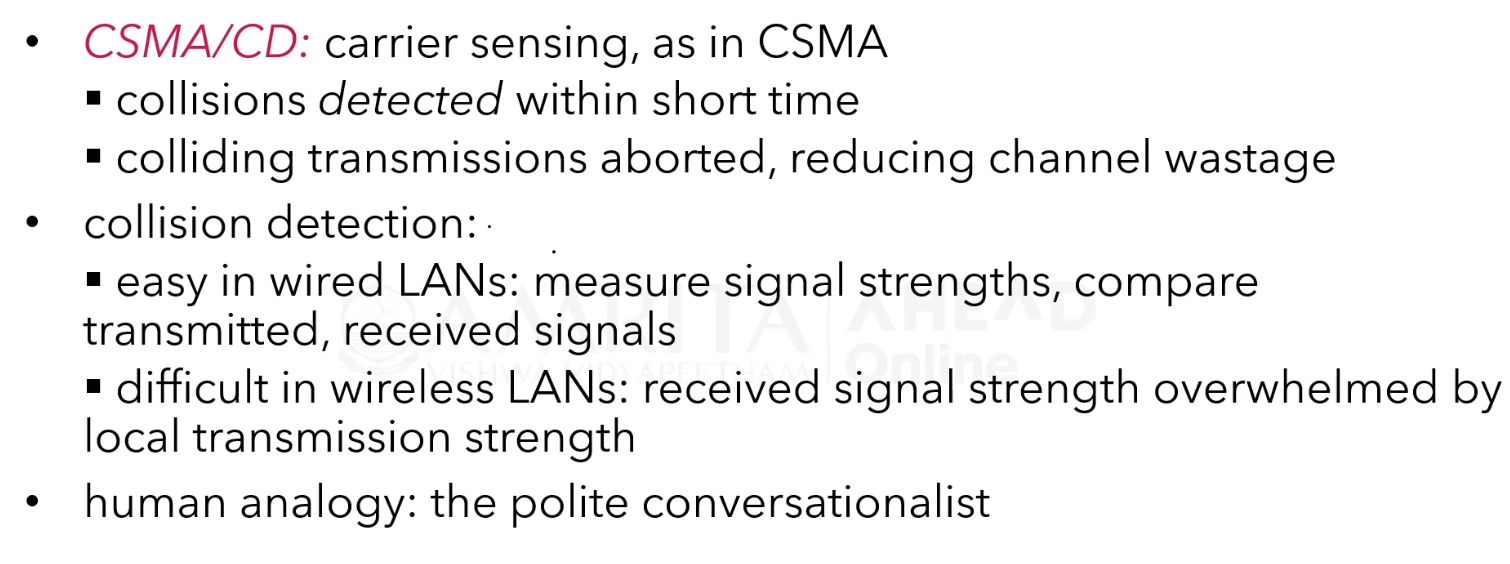 • CSMA/CD: carrier sensing, as in CSMA
▪ collisions detected within short time
▪ colliding transmissions aborted, reducing channel wastage
• collision detection:
▪ easy in wired LANs: measure signal strengths, compare
transmitted, received signals
▪ difficult in wireless LANs: received signal strength overwhelmed by
local transmission strength
• human analogy: the polite conversationalist
AMRITA
VISHWA VIDYAPEETHAM
AHEAD
Online